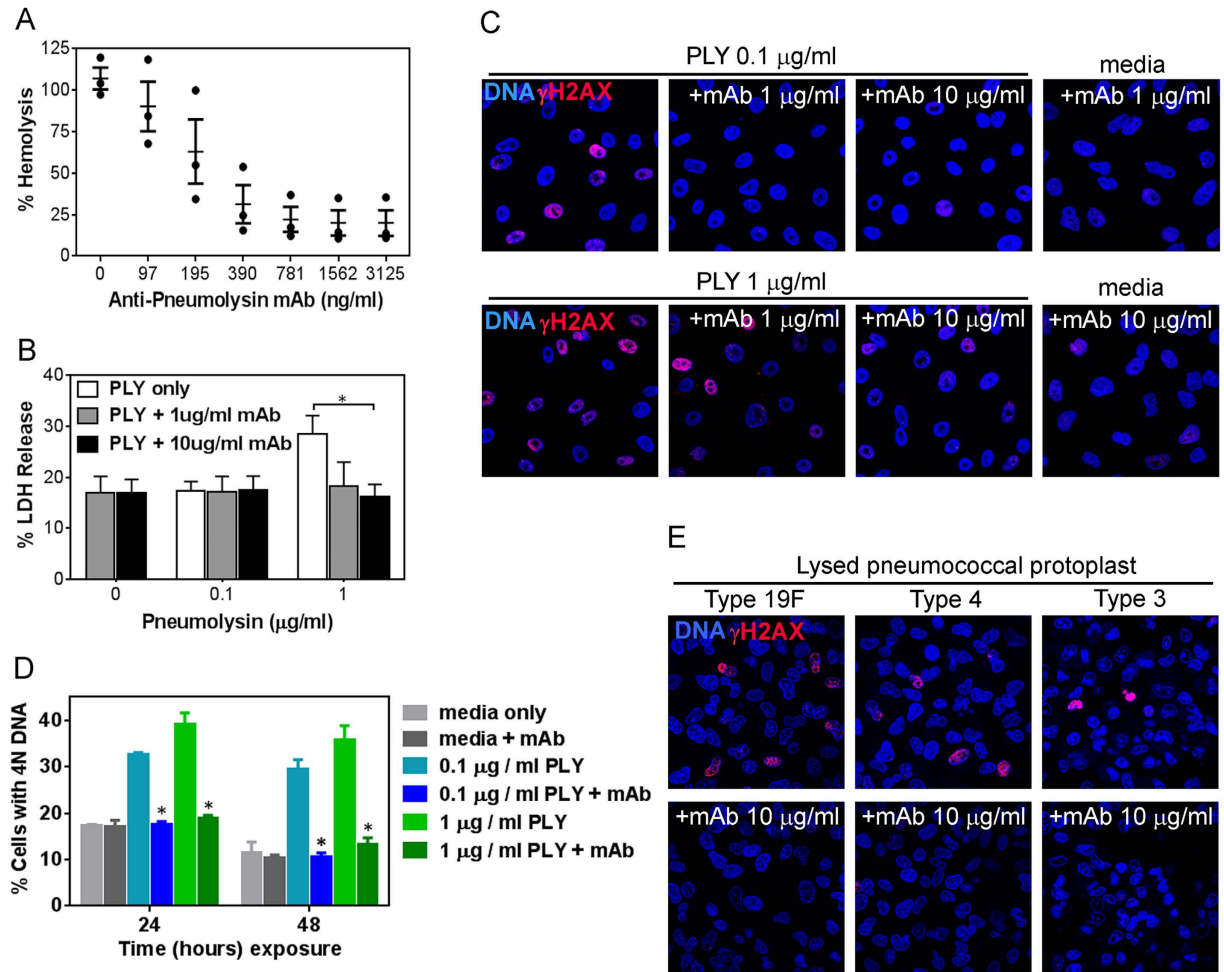 A
125
100
75
50
25
0
% Hemolysis
0 97 195 390 781 1562 3125
Anti-Pneumolysin mAb (ng/ml)
B
40
30
20
10
0
% LDH Release
PLY only
PLY + 1ug/ml mAb
PLY + 10ug/ml mAb
*
0 0.1 1
Pneumolysin (µg/ml)
C
PLY 0.1 µg/ml
media
DNA γH2AX
+mAb 1 µg/ml
+mAb 10 µg/ml
+mAb 1 µg/ml
PLY 1 µg/ml
media
DNA γH2AX
+mAb 1 µg/ml
+mAb 10 µg/ml
+mAb 10 µg/ml
D
40
30
20
10
0
% Cells with 4N DNA
* * * *
24 48
Time (hours) exposure
media only
media + mAb
0.1 µg / ml PLY
0.1 µg / ml PLY + mAb
1 µg / ml PLY
1 µg / ml PLY + mAb
E
Lysed pneumococcal protoplast
Type 19F Type 4 Type 3
DNA γH2AX
+mAb 10 µg/ml
+mAb 10 µg/ml
+mAb 10 µg/ml